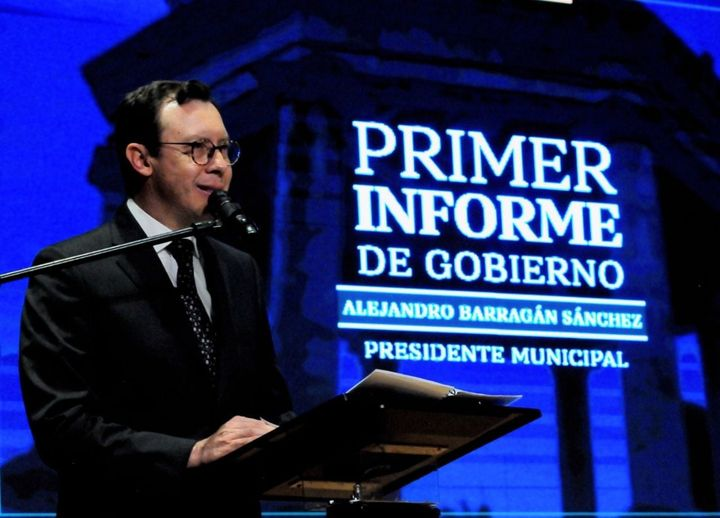 PRIMER
INFORME
DE GOBIERNO
ALEJANDRO BARRAGÁN SÁNCHEZ
PRESIDENTE MUNICIPAL